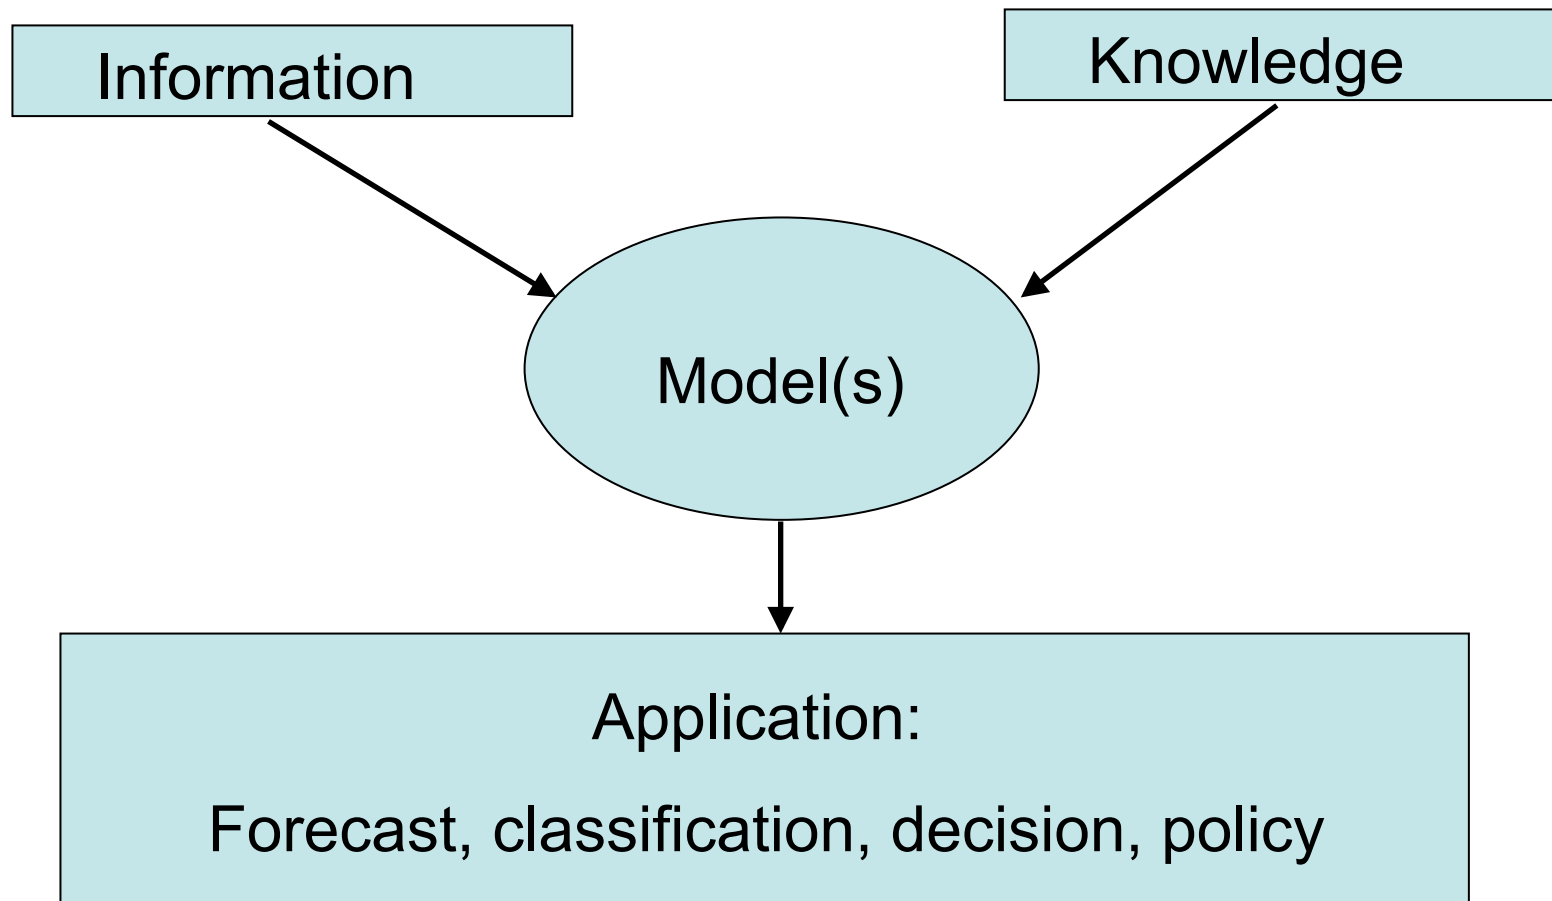 Information
Knowledge
Model(s)
Application:
Forecast, classification, decision, policy